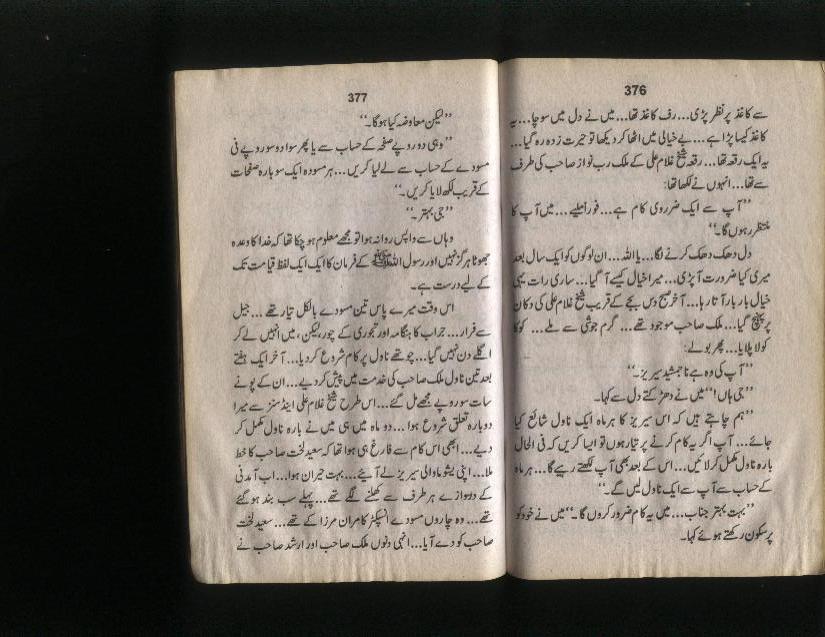 376
سے کاغذ پر نظر پڑی... رف کاغذ تھا... میں نے دل میں سوچا... یہ
کاغذ کیسا پڑا ہے... بے خیالی میں اٹھا کر دیکھا تو حیرت زدہ رہ گیا...
یہ ایک رقعہ تھا... رقعہ شیخ غلام علی کے ملک رب نواز صاحب کی طرف
سے تھا... انہوں نے لکھا تھا:
’’آپ سے ایک ضروری کام ہے... فوراً ملیے... میں آپ کا
منتظر رہوں گا۔‘‘
دل دھک دھک کرنے لگا... یا اللہ... ان لوگوں کو ایک سال بعد
میری کیا ضرورت آ پڑی... میرا خیال کیسے آ گیا... ساری رات یہی
خیال بار بار آتا رہا... آخر صبح دس بجے کے قریب شیخ غلام علی کی دکان
پر پہنچ گیا... ملک صاحب موجود تھے... گرم جوشی سے ملے... کوکا
کولا پلایا... پھر بولے:
’’آپ کی وہ ہے نا جمشید سیریز۔‘‘
’’جی ہاں!‘‘ میں نے دھڑکتے دل سے کہا۔
’’ہم چاہتے ہیں کہ اس سیریز کا ہر ماہ ایک ناول شائع کیا
جائے... آپ اگر یہ کام کرنے پر تیار ہوں تو ایسا کریں کہ فی الحال
بارہ ناول مکمل کر لائیں... اس کے بعد بھی آپ لکھتے رہیے گا... ہر ماہ
کے حساب سے آپ سے ایک ناول لیں گے۔‘‘
’’بہت بہتر جناب... میں یہ کام ضرور کروں گا۔‘‘ میں نے خود کو
پرسکون رکھتے ہوئے کہا۔
377
’’لیکن معاوضہ کیا ہو گا۔‘‘
’’وہی دو روپے صفحہ کے حساب سے یا پھر سوا دو سو روپے فی
مسودے کے حساب سے لے لیا کریں... ہر مسودہ ایک سو بارہ صفحات
کے قریب لکھ لایا کریں۔‘‘
’’جی بہتر۔‘‘
وہاں سے واپس روانہ ہوا تو مجھے معلوم ہو چکا تھا کہ خدا کا وعدہ
جھوٹا ہرگز نہیں اور رسول اللہ ﷺ کے فرمان کا ایک ایک لفظ قیامت تک
کے لیے درست ہے۔
اس وقت میرے پاس تین مسودے بالکل تیار تھے... جیل
سے فرار... جراب کا ہنگامہ اور تجوری کے چور، لیکن، میں انہیں لے کر
اگلے دن نہیں گیا... چوتھے ناول پر کام شروع کر دیا... آخر ایک ہفتے
بعد تین ناول ملک صاحب کی خدمت میں پیش کر دیے... ان کے پونے
سات سو روپے مجھے مل گئے... اس طرح شیخ غلام علی اینڈ سنز سے میرا
دوبارہ تعلق شروع ہوا... دو ماہ میں ہی میں نے بارہ ناول مکمل کر
دیے... ابھی اس کام سے فارغ ہی ہوا تھا کہ سعید لخت صاحب کا خط
ملا... اپنی یشوما والی سیریز لے آیئے... بہت حیران ہوا... اب آمدنی
کے دروازے ہر طرف سے کھلنے لگے تھے... پہلے سب بند ہو گئے
تھے... وہ چاروں مسودے انسپکٹر کامران مرزا کے تھے... سعید لخت
صاحب کو دے آیا... انہی دنوں ملک صاحب اور ارشد صاحب نے